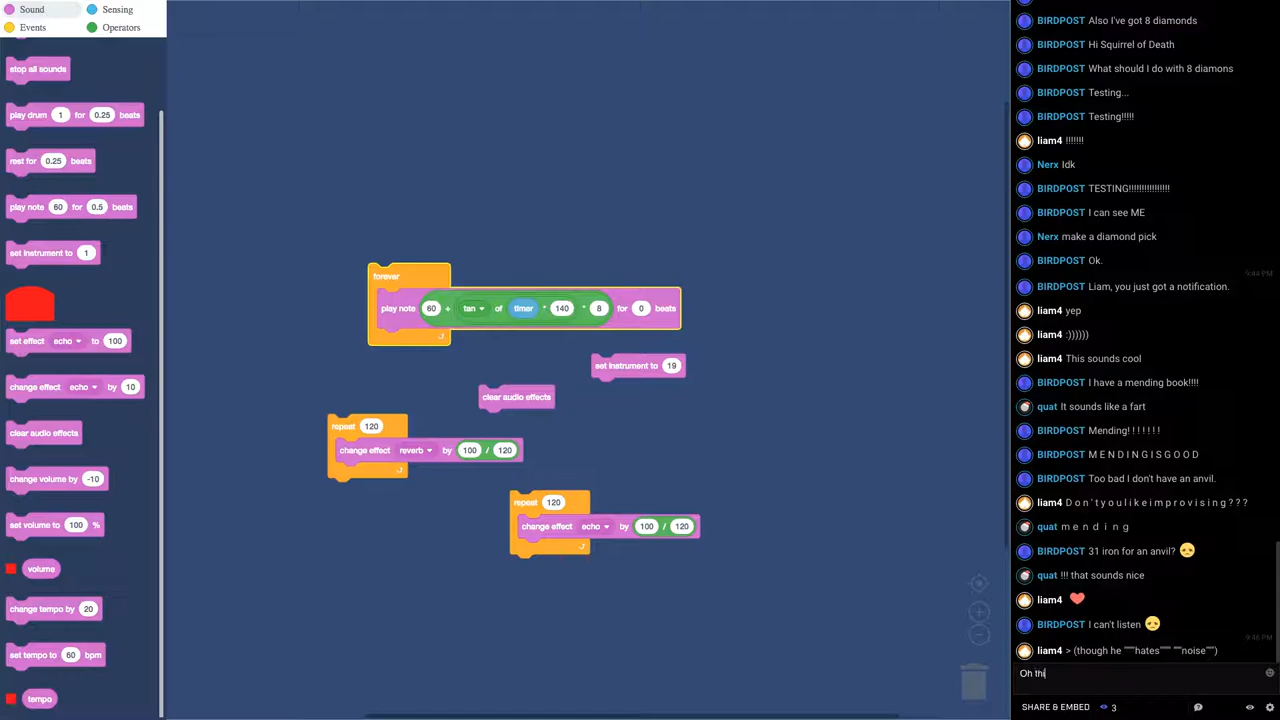 Sound
Sensing
Events
Operators
stop all sounds
play drum 1 for 0.25 beats
rest for 0.25 beats
play note 60 for 0.5 beats
set instrument to 1
set effect echo to 100
change effect echo by 10
clear audio effects
change volume by -10
set volume to 100 %
volume
change tempo by 20
set tempo to 60 bpm
tempo
forever
play note 60 + tan of timer * 140 * 8 for 0 beats
set instrument to 19
clear audio effects
repeat 120
change effect reverb by 100 / 120
repeat 120
change effect echo by 100 / 120
BIRDPOST Also I've got 8 diamonds
BIRDPOST Hi Squirrel of Death
BIRDPOST What should I do with 8 diamons
BIRDPOST Testing...
BIRDPOST Testing!!!!!
liam4 !!!!!!!
Nerx Idk
BIRDPOST TESTING!!!!!!!!!!!!!!!!
BIRDPOST I can see ME
Nerx make a diamond pick
BIRDPOST Ok.
9:44 PM
BIRDPOST Liam, you just got a notification.
liam4 yep
liam4 :))))))
liam4 This sounds cool
BIRDPOST I have a mending book!!!!
quat It sounds like a fart
BIRDPOST Mending! ! ! ! ! ! !
BIRDPOST M E N D I N G I S G O O D
BIRDPOST Too bad I don't have an anvil.
liam4 D o n ' t y o u l i k e i m p r o v i s i n g ? ? ?
quat m e n d i n g
BIRDPOST 31 iron for an anvil? 😞
quat !!! that sounds nice
liam4 ❤
BIRDPOST I can't listen 😞
9:46 PM
liam4 > (though he """hates""" """noise""")
Oh thi
SHARE & EMBED 3